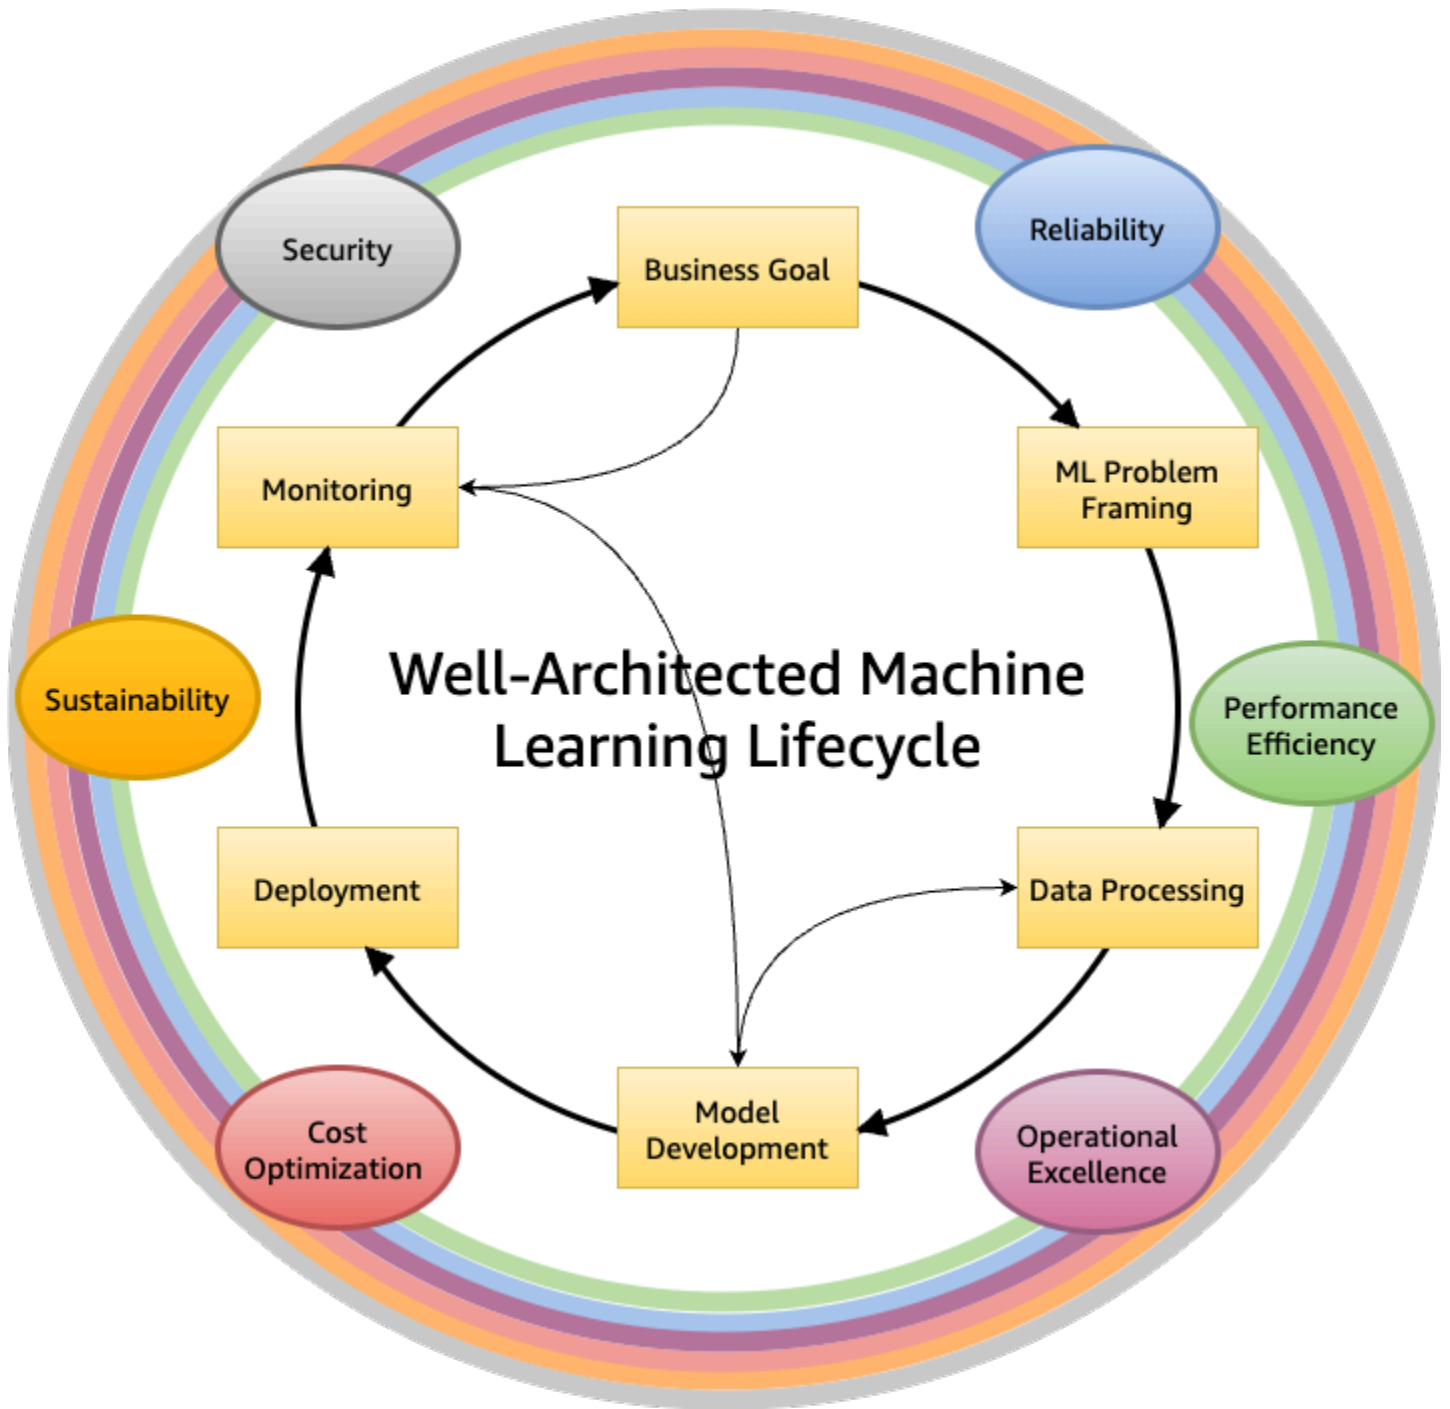 Security
Reliability
Business Goal
Monitoring
ML Problem
Framing
Well-Architected Machine
Learning Lifecycle
Sustainability
Performance
Efficiency
Deployment
Data Processing
Cost
Optimization
Model
Development
Operational
Excellence